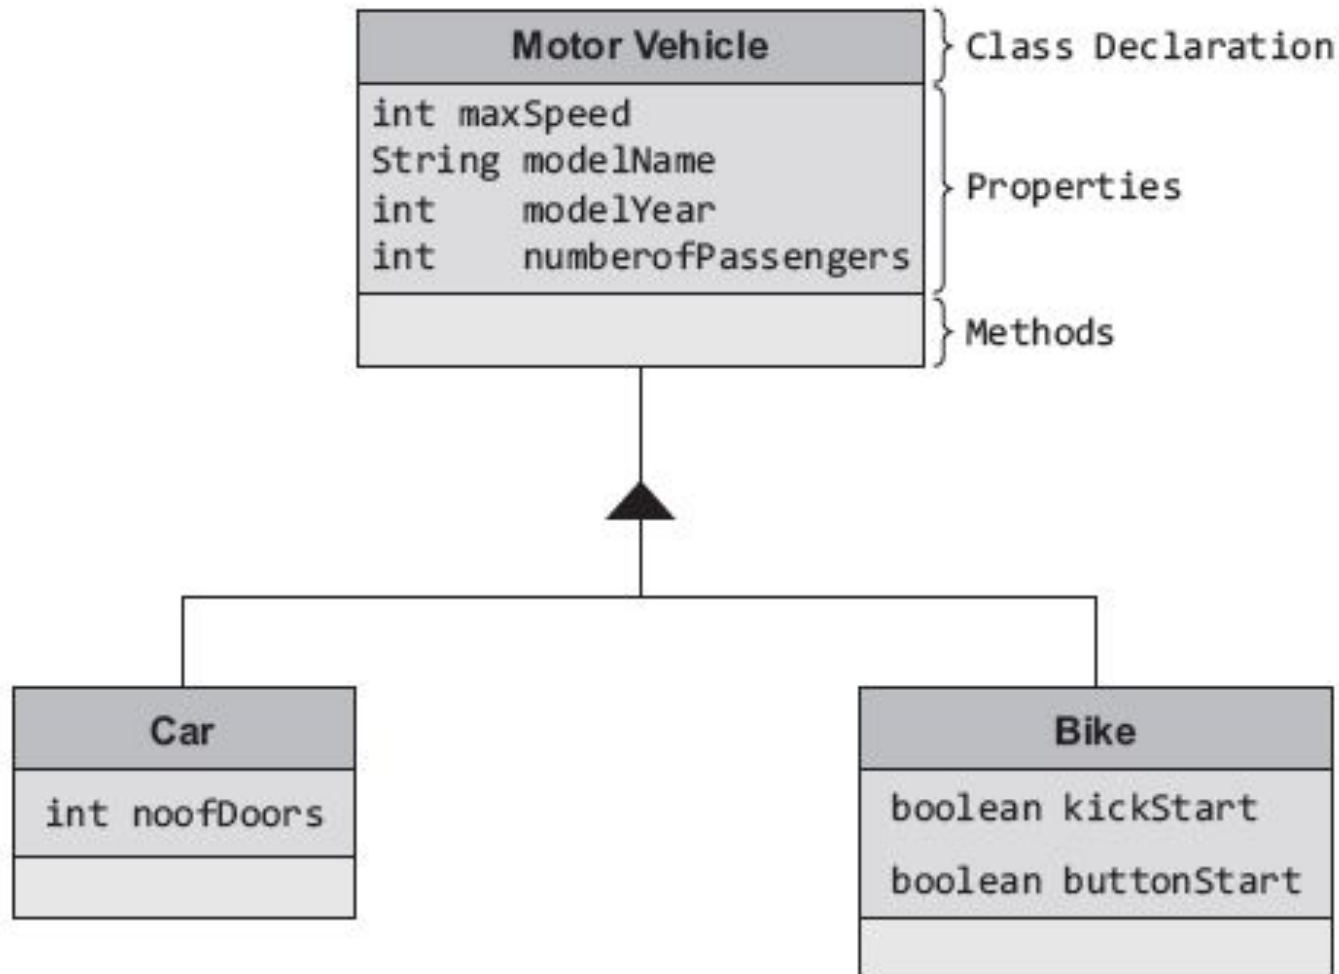 Motor Vehicle
Class Declaration
int maxSpeed
String modelName
int modelYear
int numberofPassengers
Properties
Methods
Car
int noofDoors
Bike
boolean kickStart
boolean buttonStart